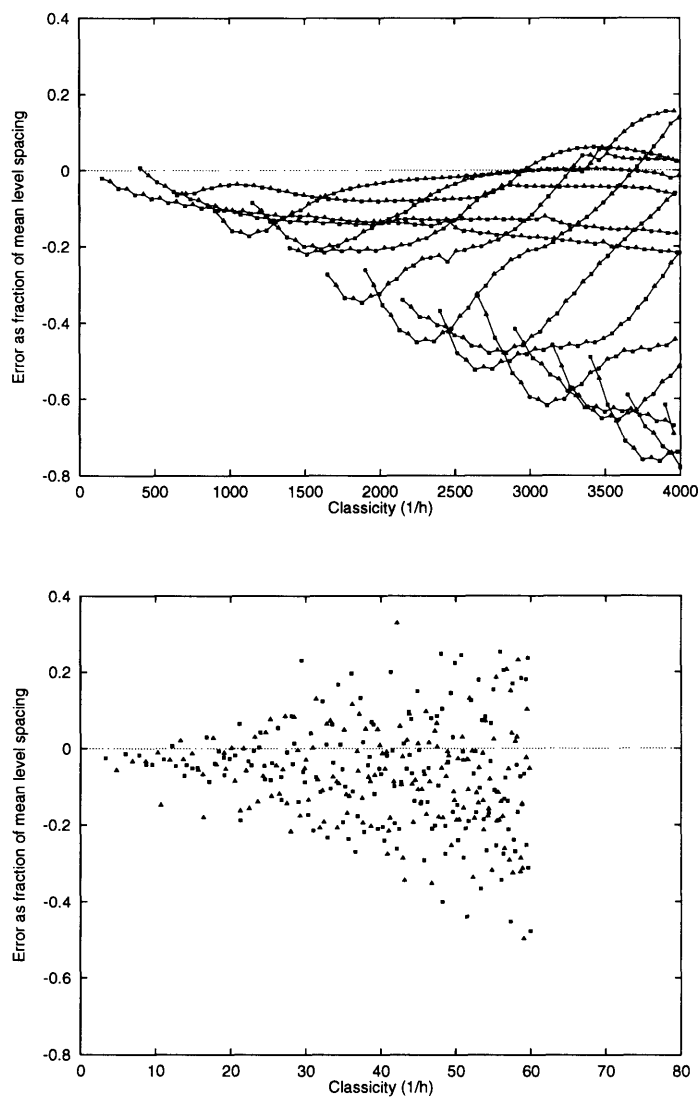 0.4
0.2
0
-0.2
-0.4
-0.6
-0.8
Error as fraction of mean level spacing
0 500 1000 1500 2000 2500 3000 3500 4000
Classicity (1/h)
0.4
0.2
0
-0.2
-0.4
-0.6
-0.8
Error as fraction of mean level spacing
0 10 20 30 40 50 60 70 80
Classicity (1/h)